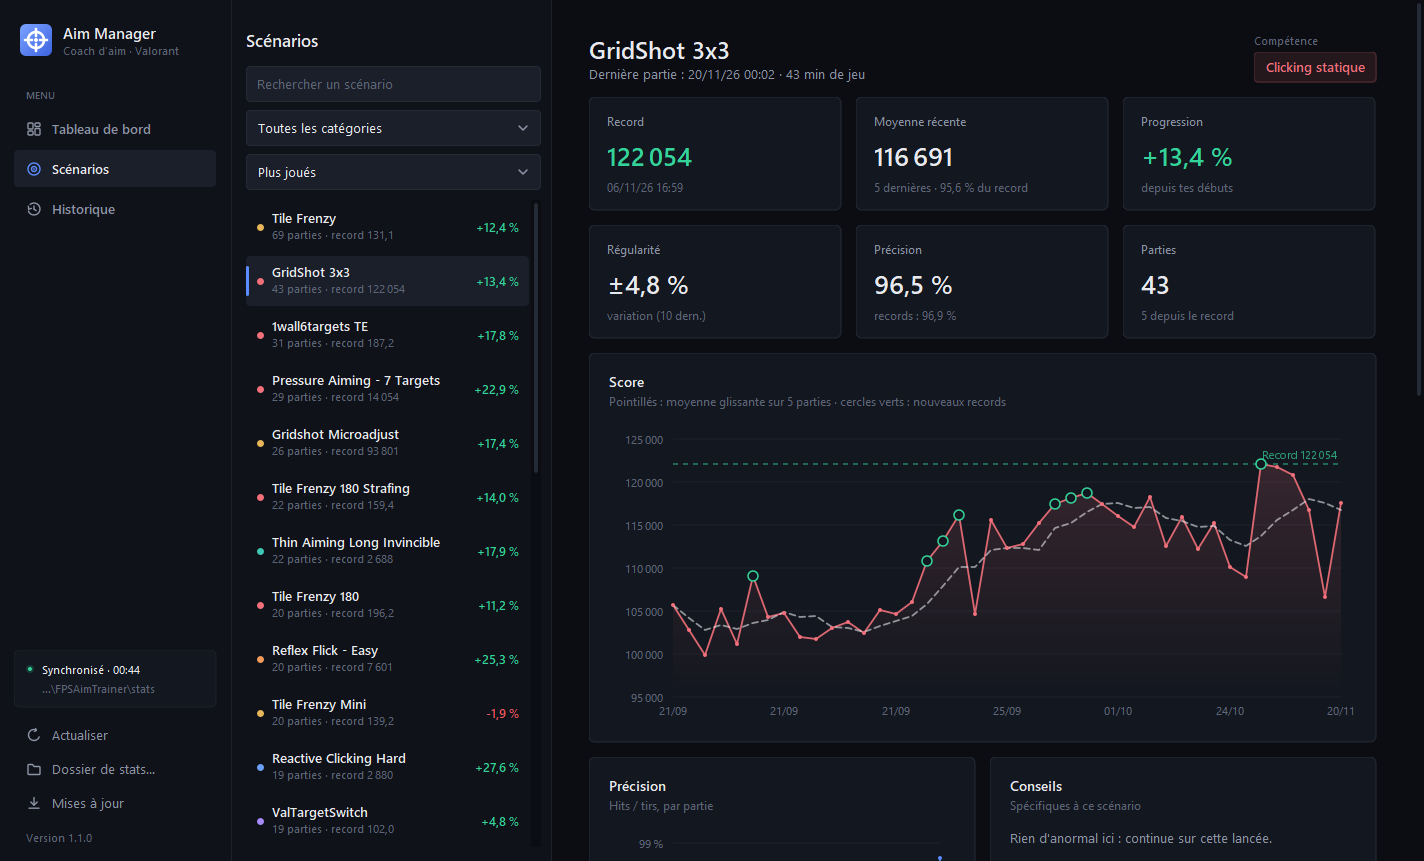 Aim Manager
Coach d'aim · Valorant
MENU
Tableau de bord
Scénarios
Historique
Synchronisé · 00:44
...\FPSAimTrainer\stats
Actualiser
Dossier de stats...
Mises à jour
Version 1.1.0
Scénarios
Rechercher un scénario
Toutes les catégories
Plus joués
Tile Frenzy
69 parties · record 131,1
+12,4 %
GridShot 3x3
43 parties · record 122 054
+13,4 %
1wall6targets TE
31 parties · record 187,2
+17,8 %
Pressure Aiming - 7 Targets
29 parties · record 14 054
+22,9 %
Gridshot Microadjust
26 parties · record 93 801
+17,4 %
Tile Frenzy 180 Strafing
22 parties · record 159,4
+14,0 %
Thin Aiming Long Invincible
22 parties · record 2 688
+17,9 %
Tile Frenzy 180
20 parties · record 196,2
+11,2 %
Reflex Flick - Easy
20 parties · record 7 601
+25,3 %
Tile Frenzy Mini
20 parties · record 139,2
-1,9 %
Reactive Clicking Hard
19 parties · record 2 880
+27,6 %
ValTargetSwitch
19 parties · record 102,0
+4,8 %
GridShot 3x3
Dernière partie : 20/11/26 00:02 · 43 min de jeu
Compétence
Clicking statique
Record
122 054
06/11/26 16:59
Moyenne récente
116 691
5 dernières · 95,6 % du record
Progression
+13,4 %
depuis tes débuts
Régularité
±4,8 %
variation (10 dern.)
Précision
96,5 %
records : 96,9 %
Parties
43
5 depuis le record
Score
Pointillés : moyenne glissante sur 5 parties · cercles verts : nouveaux records
125 000
120 000
115 000
110 000
105 000
100 000
95 000
Record 122 054
21/09
21/09
21/09
25/09
01/10
24/10
20/11
Précision
Hits / tirs, par partie
99 %
Conseils
Spécifiques à ce scénario
Rien d'anormal ici : continue sur cette lancée.